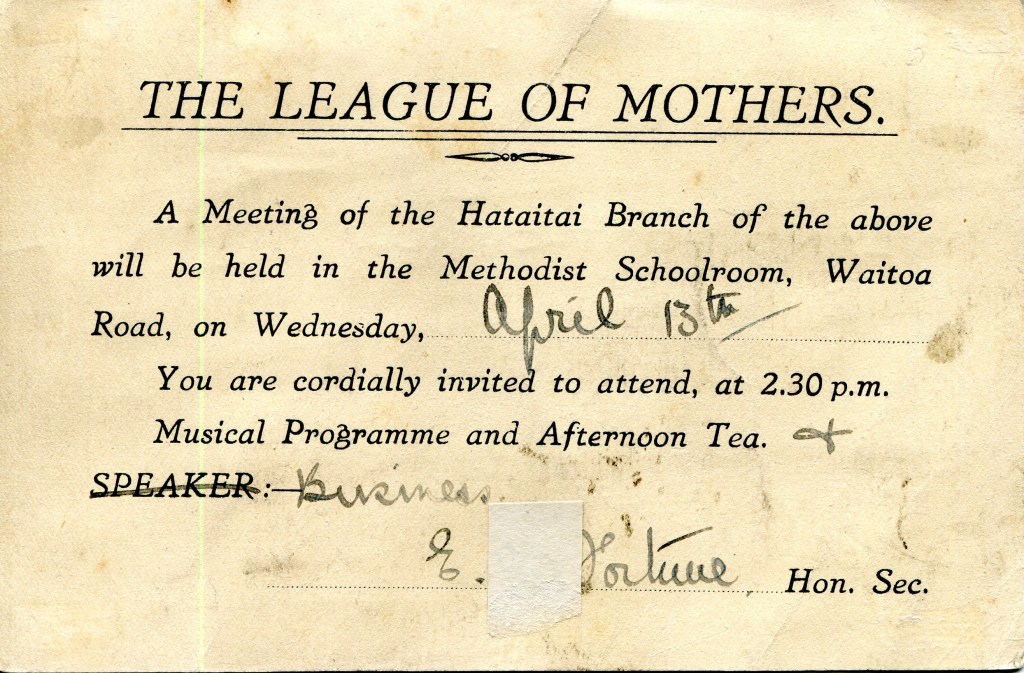 THE LEAGUE OF MOTHERS.
A Meeting of the Hataitai Branch of the above
will be held in the Methodist Schoolroom, Waitoa
Road, on Wednesday, April 13th
You are cordially invited to attend, at 2.30 p.m.
Musical Programme and Afternoon Tea. +
SPEAKER:—Business.
E. Fortune Hon. Sec.